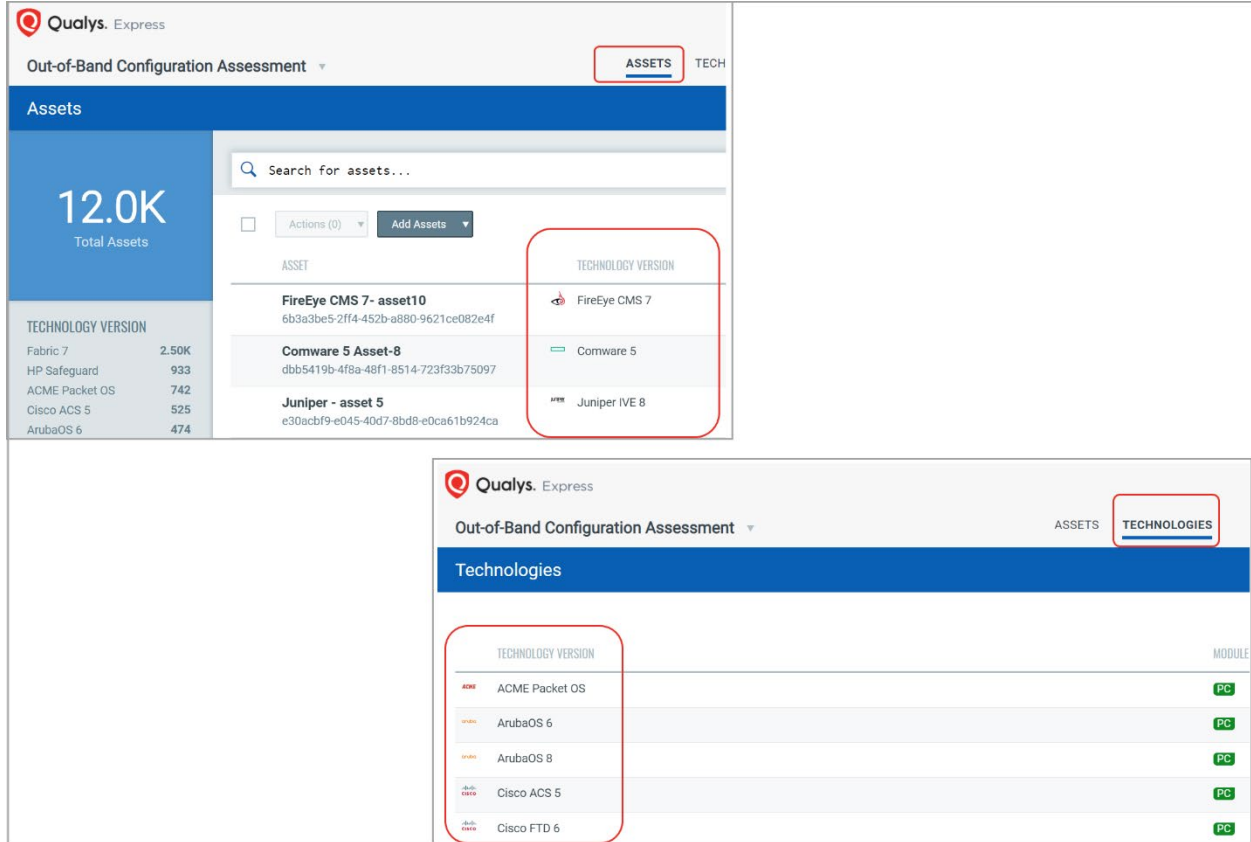 Qualys. Express
Out-of-Band Configuration Assessment
ASSETS TECH
Assets
12.0K
Total Assets
Search for assets...
Actions (0) Add Assets
ASSET TECHNOLOGY VERSION
FireEye CMS 7- asset10 FireEye CMS 7
6b3a3be5-2ff4-452b-a880-9621ce082e4f
TECHNOLOGY VERSION
Fabric 7 2.50K
HP Safeguard 933
ACME Packet OS 742
Cisco ACS 5 525
ArubaOS 6 474
Comware 5 Asset-8 Comware 5
dbb5419b-4f8a-48f1-8514-723f33b75097
Juniper - asset 5 Juniper IVE 8
e30acbf9-e045-40d7-8bd8-e0ca61b924ca
Qualys. Express
Out-of-Band Configuration Assessment
ASSETS TECHNOLOGIES
Technologies
TECHNOLOGY VERSION MODULE
ACME ACME Packet OS PC
aruba ArubaOS 6 PC
aruba ArubaOS 8 PC
CISCO Cisco ACS 5 PC
CISCO Cisco FTD 6 PC